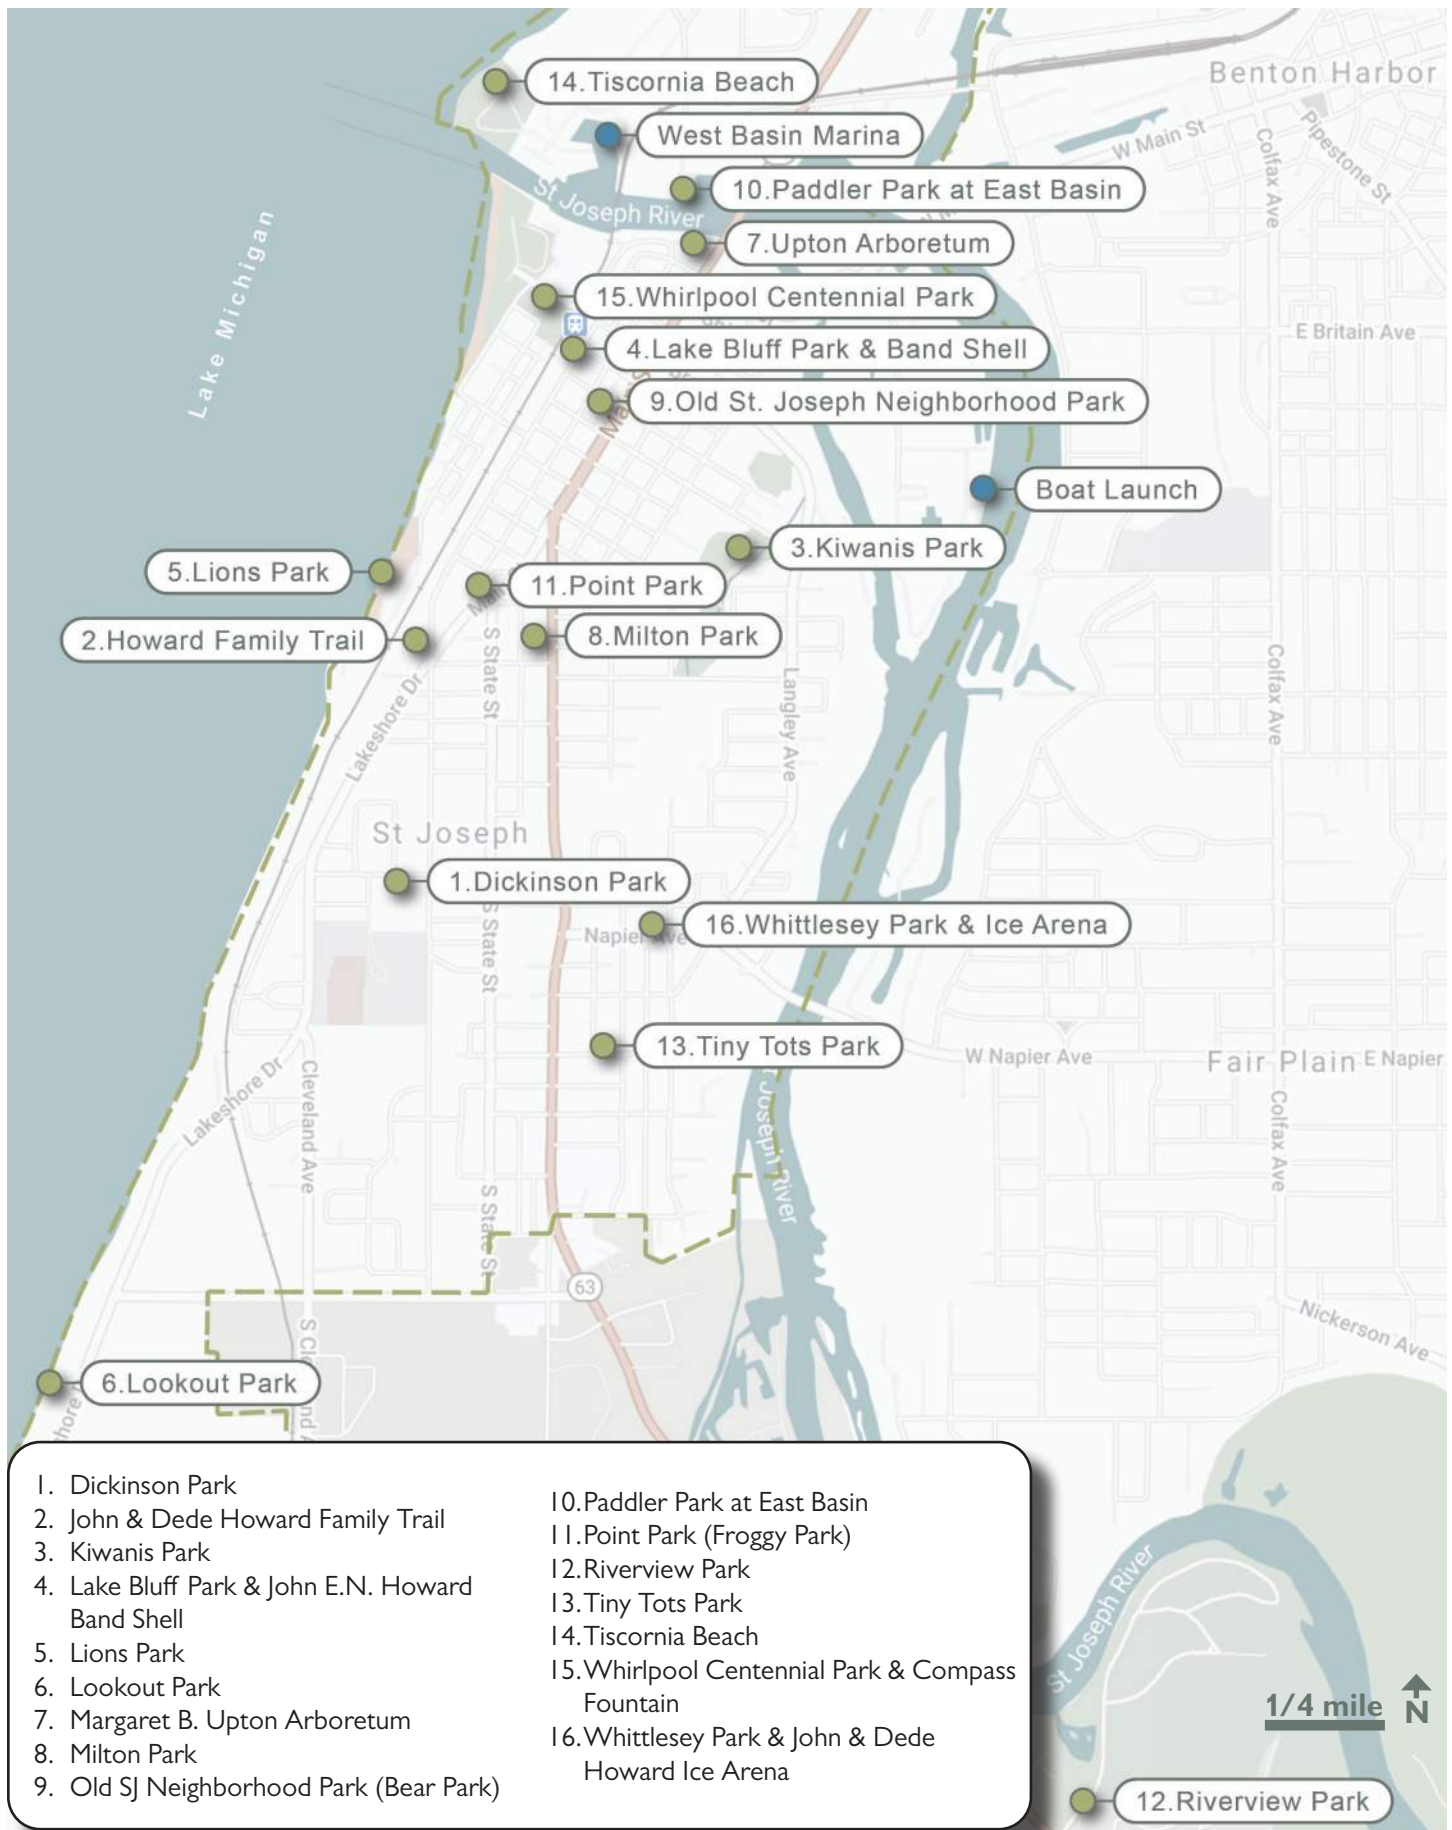 14.Tiscornia Beach
Benton Harbor
West Basin Marina
W Main St
Pipestone St
Colfax Ave
10.Paddler Park at East Basin
St Joseph River
7.Upton Arboretum
Lake Michigan
15.Whirlpool Centennial Park
E Britain Ave
4.Lake Bluff Park & Band Shell
9.Old St. Joseph Neighborhood Park
Boat Launch
3.Kiwanis Park
5.Lions Park
11.Point Park
2.Howard Family Trail
8.Milton Park
S State St
Langley Ave
Colfax Ave
Lakeshore Dr
St Joseph
1.Dickinson Park
16.Whittlesey Park & Ice Arena
Napier Ave
S State St
13.Tiny Tots Park
W Napier Ave
Fair Plain
E Napier
Lakeshore Dr
Cleveland Ave
Joseph River
Colfax Ave
S State St
63
Nickerson Ave
6.Lookout Park
1. Dickinson Park
2. John & Dede Howard Family Trail
3. Kiwanis Park
4. Lake Bluff Park & John E.N. Howard
Band Shell
5. Lions Park
6. Lookout Park
7. Margaret B. Upton Arboretum
8. Milton Park
9. Old SJ Neighborhood Park (Bear Park)
10.Paddler Park at East Basin
11.Point Park (Froggy Park)
12.Riverview Park
13.Tiny Tots Park
14.Tiscornia Beach
15.Whirlpool Centennial Park & Compass
Fountain
16.Whittlesey Park & John & Dede
Howard Ice Arena
St Joseph River
1/4 mile
N
12.Riverview Park